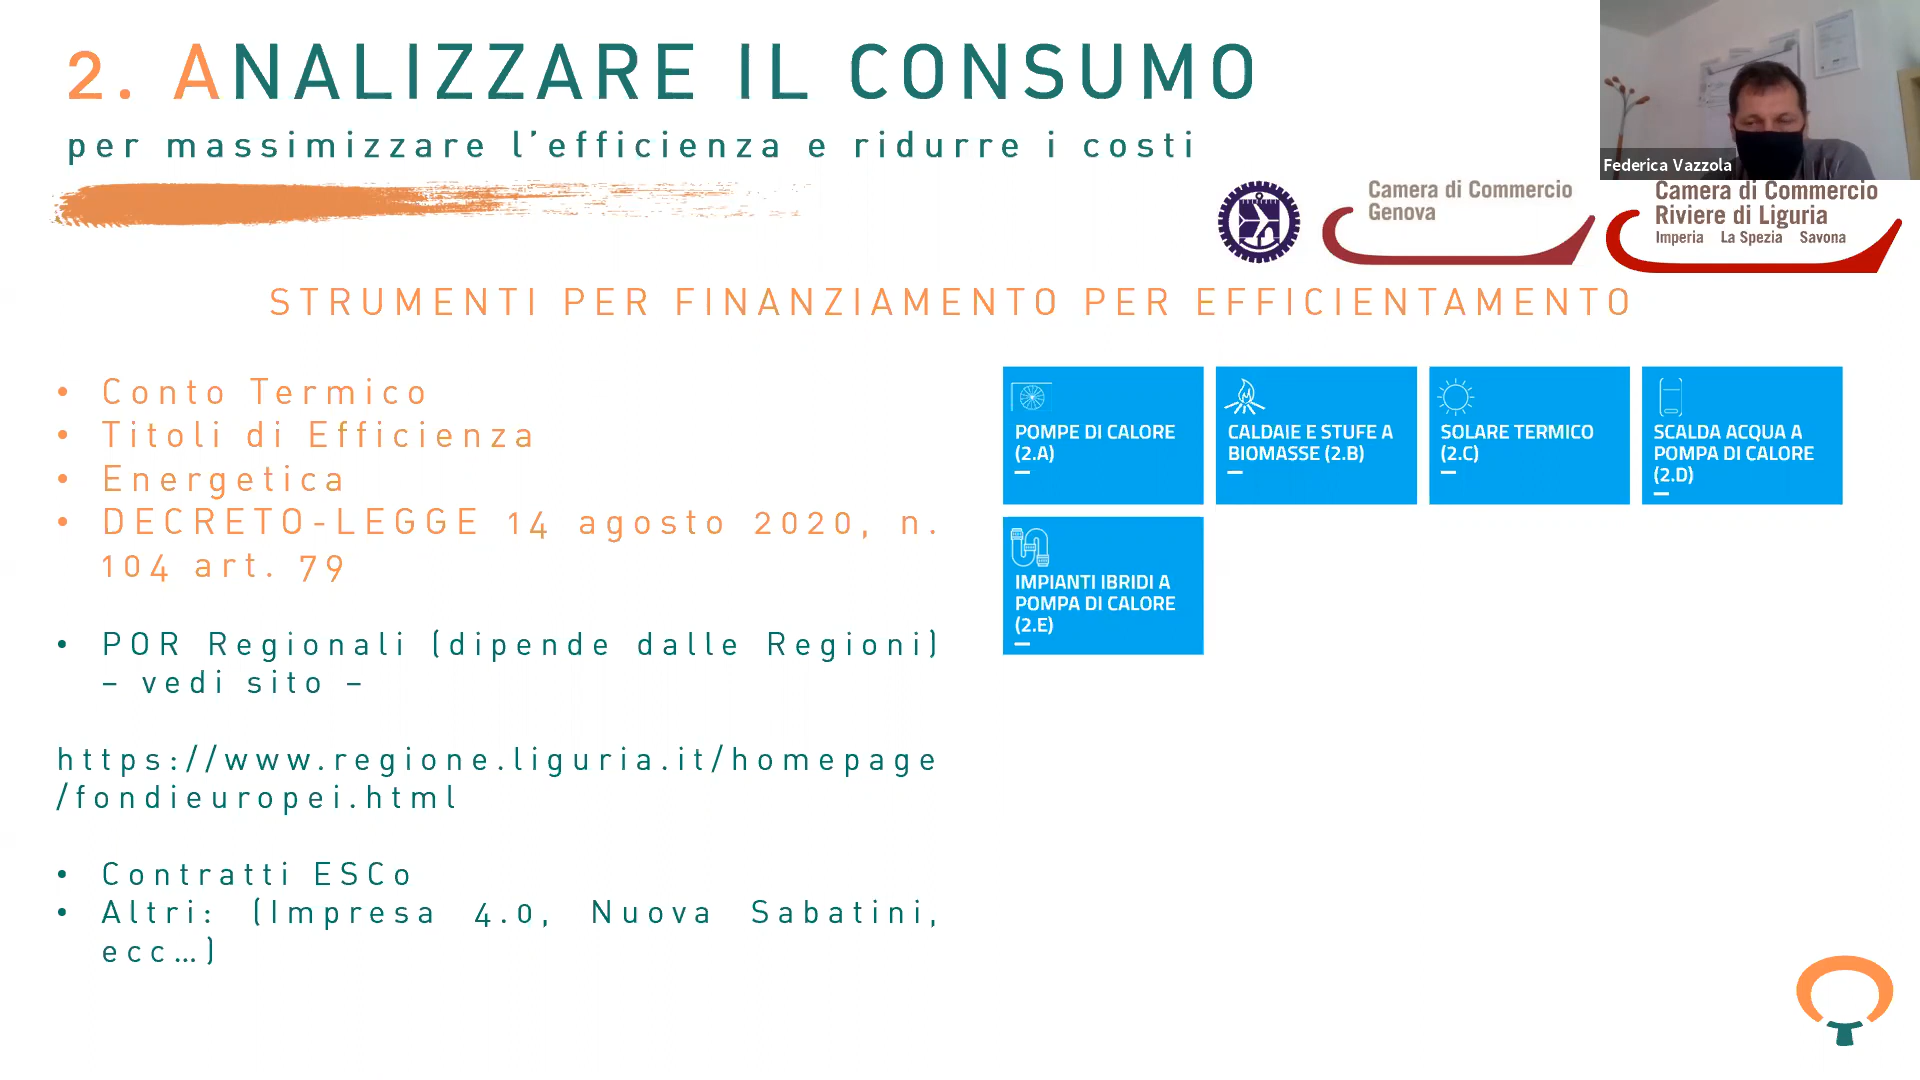 2. ANALIZZARE IL CONSUMO
per massimizzare l'efficienza e ridurre i costi
Federica Vazzola
Camera di Commercio
Genova
Camera di Commercio
Riviere di Liguria
Imperia La Spezia Savona
STRUMENTI PER FINANZIAMENTO PER EFFICIENTAMENTO
• Conto Termico
• Titoli di Efficienza
• Energetica
• DECRETO-LEGGE 14 agosto 2020, n.
104 art. 79
• POR Regionali (dipende dalle Regioni)
– vedi sito –
https://www.regione.liguria.it/homepage
/fondieuropei.html
• Contratti ESCo
• Altri: (Impresa 4.0, Nuova Sabatini,
ecc…)
POMPE DI CALORE
(2.A)
CALDAIE E STUFE A
BIOMASSE (2.B)
SOLARE TERMICO
(2.C)
SCALDA ACQUA A
POMPA DI CALORE
(2.D)
IMPIANTI IBRIDI A
POMPA DI CALORE
(2.E)